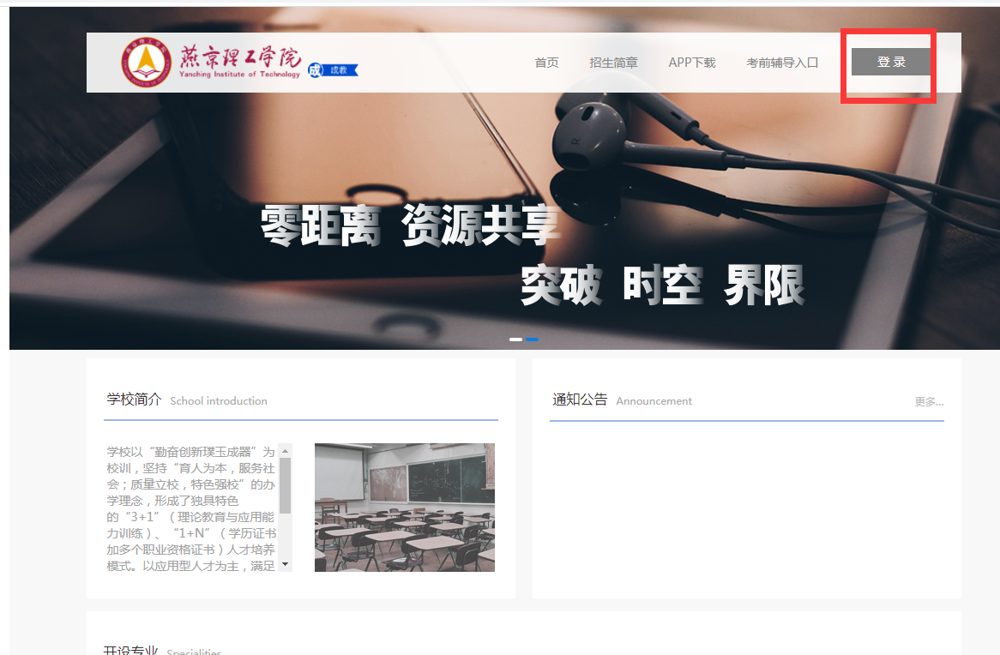 燕京理工学院
Yanching Institute of Technology
成 成教
首页 招生简章 APP下载 考前辅导入口 登录
R
零距离 资源共享
突破 时空 界限
学校简介 School introduction
学校以“勤奋创新璞玉成器”为
校训，坚持“育人为本，服务社
会；质量立校，特色强校”的办
学理念，形成了独具特色
的“3+1”（理论教育与应用能
力训练）、“1+N”（学历证书
加多个职业资格证书）人才培养
模式。以应用型人才为主，满足
通知公告 Announcement 更多...
开设专业 Specialities